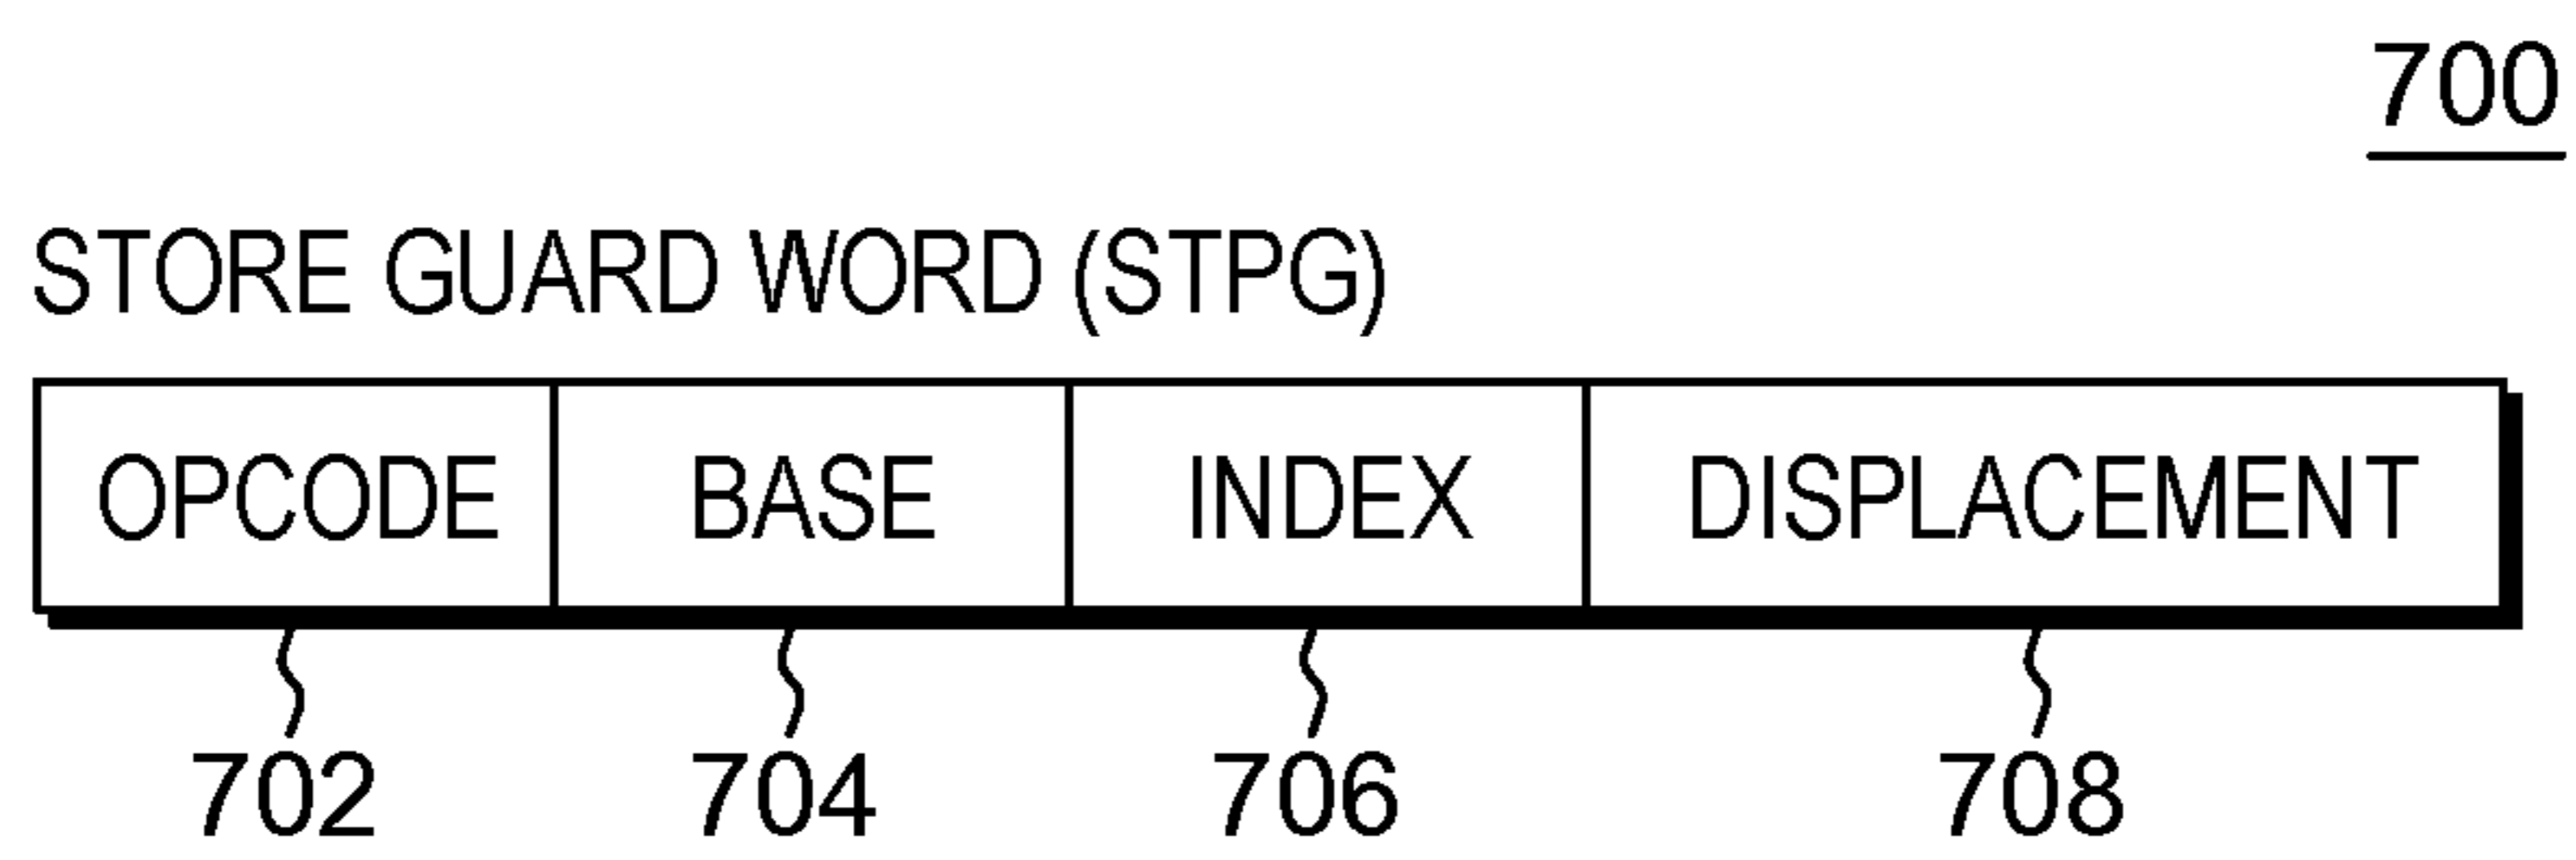 700
STORE GUARD WORD (STPG)
OPCODE BASE INDEX DISPLACEMENT
702 704 706 708